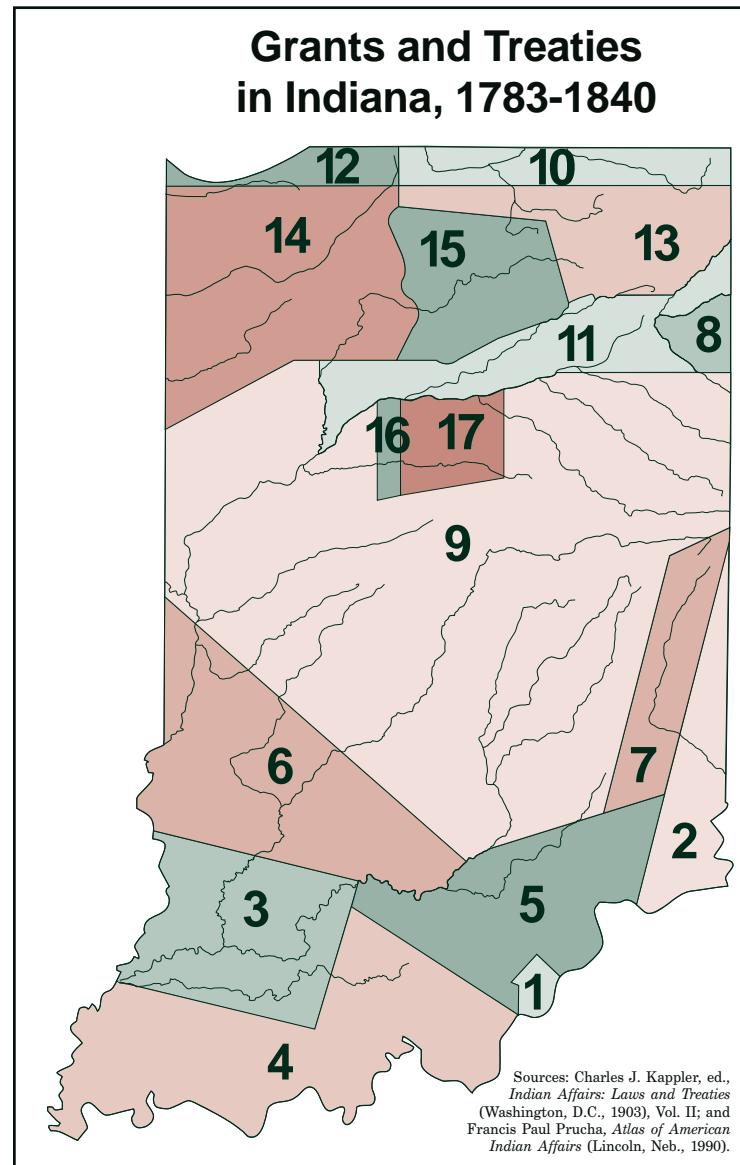 Grants and Treaties
in Indiana, 1783-1840
12
10
14
15
13
11
8
16
17
9
6
7
2
3
5
1
4
Sources: Charles J. Kappler, ed.,
Indian Affairs: Laws and Treaties
(Washington, D.C., 1903), Vol. II; and
Francis Paul Prucha, Atlas of American
Indian Affairs (Lincoln, Neb., 1990).